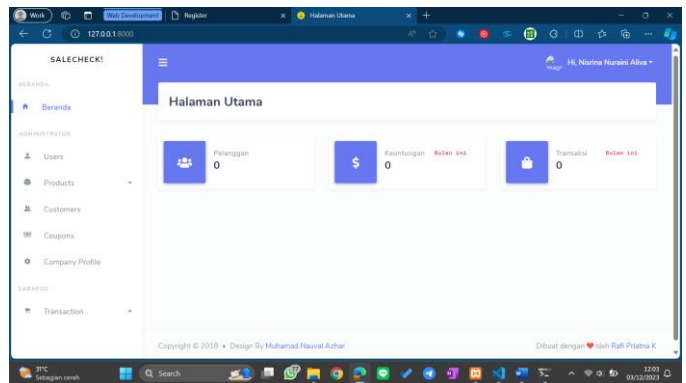 Work
Web Development
Register
Halaman Utama
127.0.0.1:8000
SALECHECK!
Hi, Nisrina Nuraini Aliva
BERANDA
Beranda
Halaman Utama
ADMINISTRATOR
Users
Products
Customers
Coupons
Company Profile
LARAPOS
Transaction
Pelanggan
0
Keuntungan Bulan ini
0
Transaksi Bulan ini
0
Copyright © 2018 • Design By Muhamad Nauval Azhar
Dibuat dengan ❤ oleh Rafi Priatna K
31°C
Sebagian cerah
Search
12:03
03/12/2023